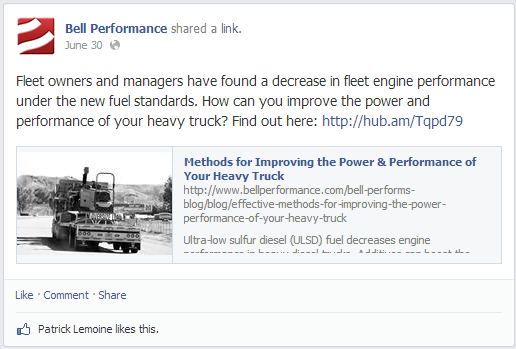 Bell Performance shared a link.
June 30
Fleet owners and managers have found a decrease in fleet engine performance
under the new fuel standards. How can you improve the power and
performance of your heavy truck? Find out here: http://hub.am/Tqpd79
Methods for Improving the Power & Performance of
Your Heavy Truck
http://www.bellperformance.com/bell-performs-
blog/blog/effective-methods-for-improving-the-power-
performance-of-your-heavy-truck
Ultra-low sulfur diesel (ULSD) fuel decreases engine
performance in heavy diesel trucks. Additives can boost the
Like · Comment · Share
Patrick Lemoine likes this.